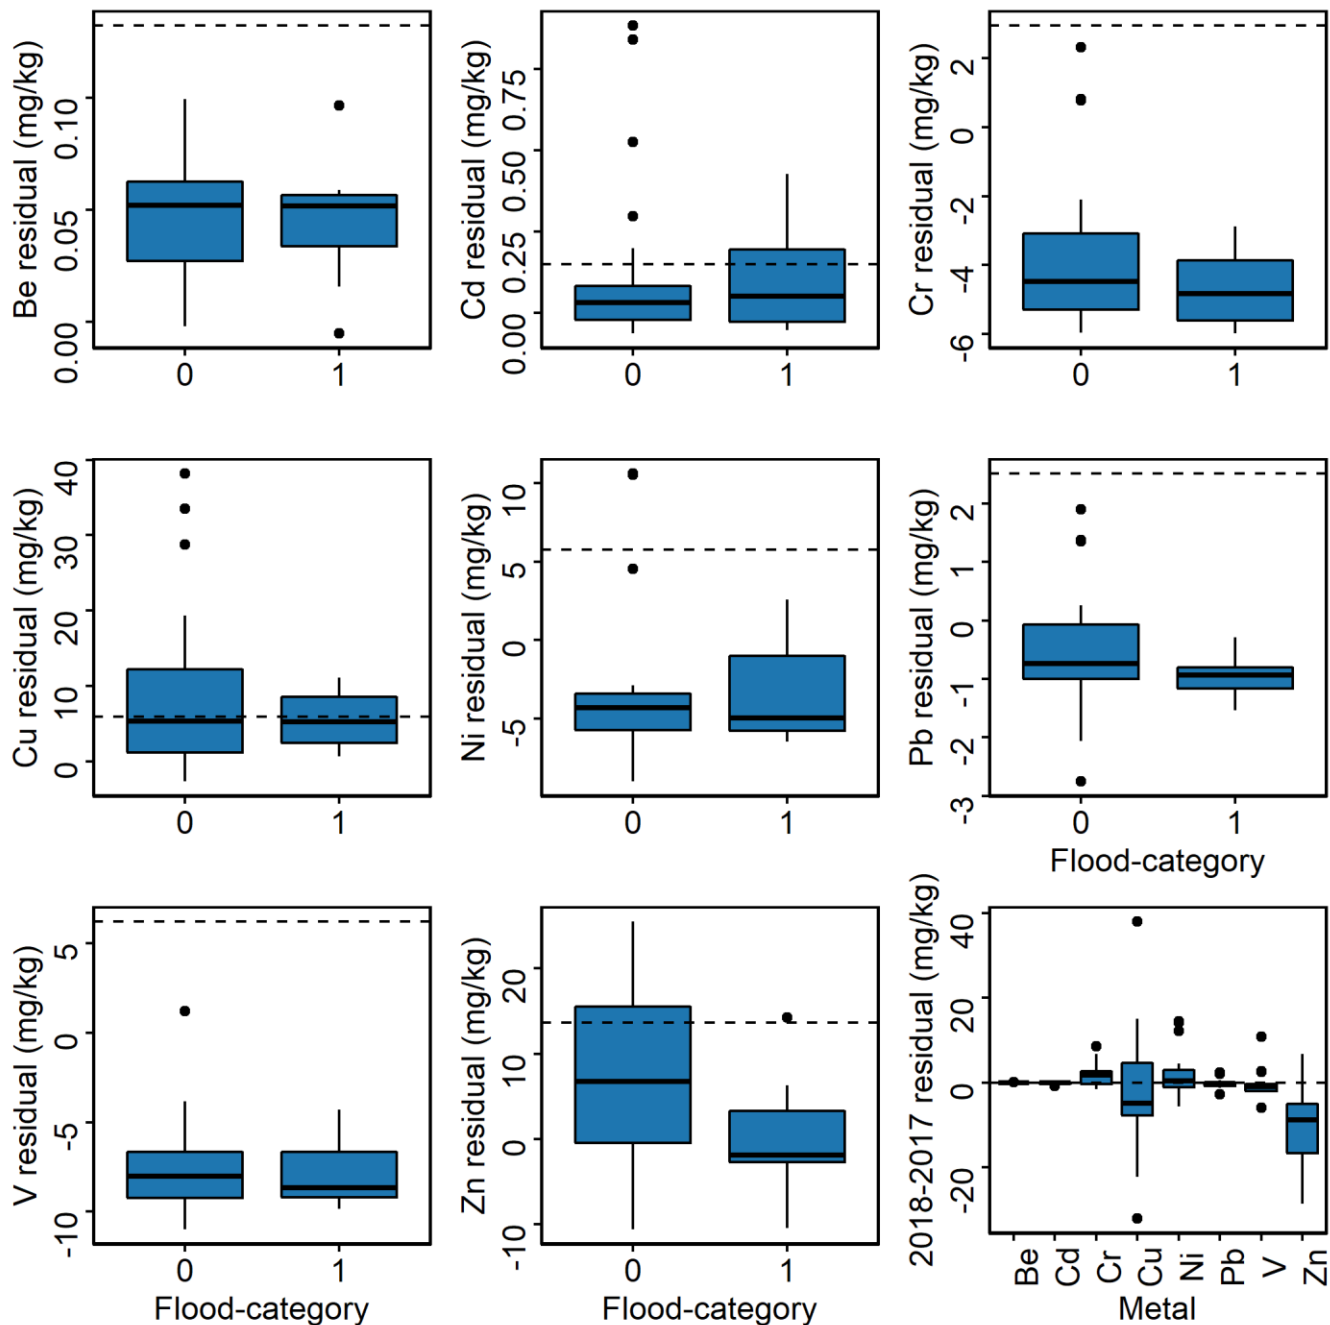 Be residual (mg/kg)
0.10
0.05
0.00
0
1
Cd residual (mg/kg)
0.75
0.50
0.25
0.00
0
1
Cr residual (mg/kg)
2
0
-2
-4
-6
0
1
Cu residual (mg/kg)
40
30
20
10
0
0
1
Ni residual (mg/kg)
10
5
0
-5
0
1
Pb residual (mg/kg)
2
1
0
-1
-2
-3
0
1
Flood-category
V residual (mg/kg)
5
0
-5
-10
0
1
Flood-category
Zn residual (mg/kg)
20
10
0
-10
0
1
Flood-category
2018-2017 residual (mg/kg)
40
20
0
-20
Be
Cd
Cr
Cu
Ni
Pb
V
Zn
Metal